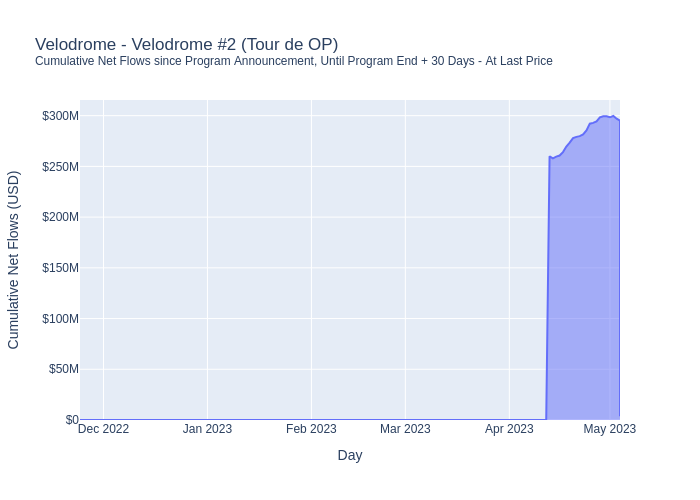 Velodrome - Velodrome #2 (Tour de OP)
Cumulative Net Flows since Program Announcement, Until Program End + 30 Days - At Last Price
$300M
$250M
$200M
$150M
$100M
$50M
$0
Cumulative Net Flows (USD)
Dec 2022 Jan 2023 Feb 2023 Mar 2023 Apr 2023 May 2023
Day